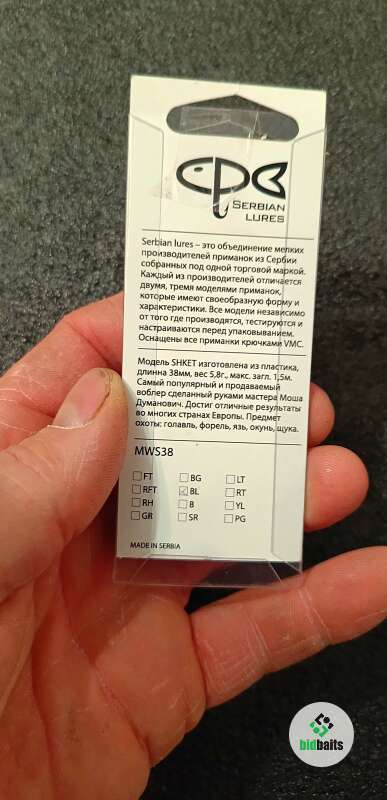 СРБ
SERBIAN
LURES
Serbian lures – это объединение мелких
производителей приманок из Сербии
собранных под одной торговой маркой.
Каждый из производителей отличается
двумя, тремя моделями приманок,
которые имеют своеобразную форму и
характеристики. Все модели независимо
от того где производятся, тестируются и
настраиваются перед упаковыванием.
Оснащены все приманки крючками VMC.
Модель SHKET изготовлена из пластика,
длинна 38мм, вес 5,8г., макс. загл. 1,5м.
Самый популярный и продаваемый
воблер сделанный руками мастера Моша
Думанович. Достиг отличные результаты
во многих странах Европы. Предмет
охоты: голавль, форель, язь, окунь, щука.
MWS38
FT BG LT
RFT BL RT
RH B YL
GR SR PG
MADE IN SERBIA
bidbaits